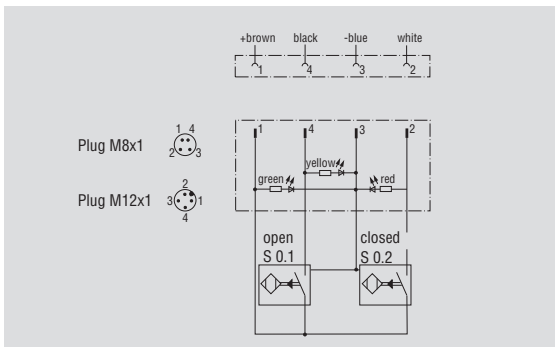 +brown black -blue white
1 4 3 2
1 4 3 2
Plug M8x1
1 4
2 3
yellow
green red
Plug M12x1
2
3 1
4
open closed
S 0.1 S 0.2